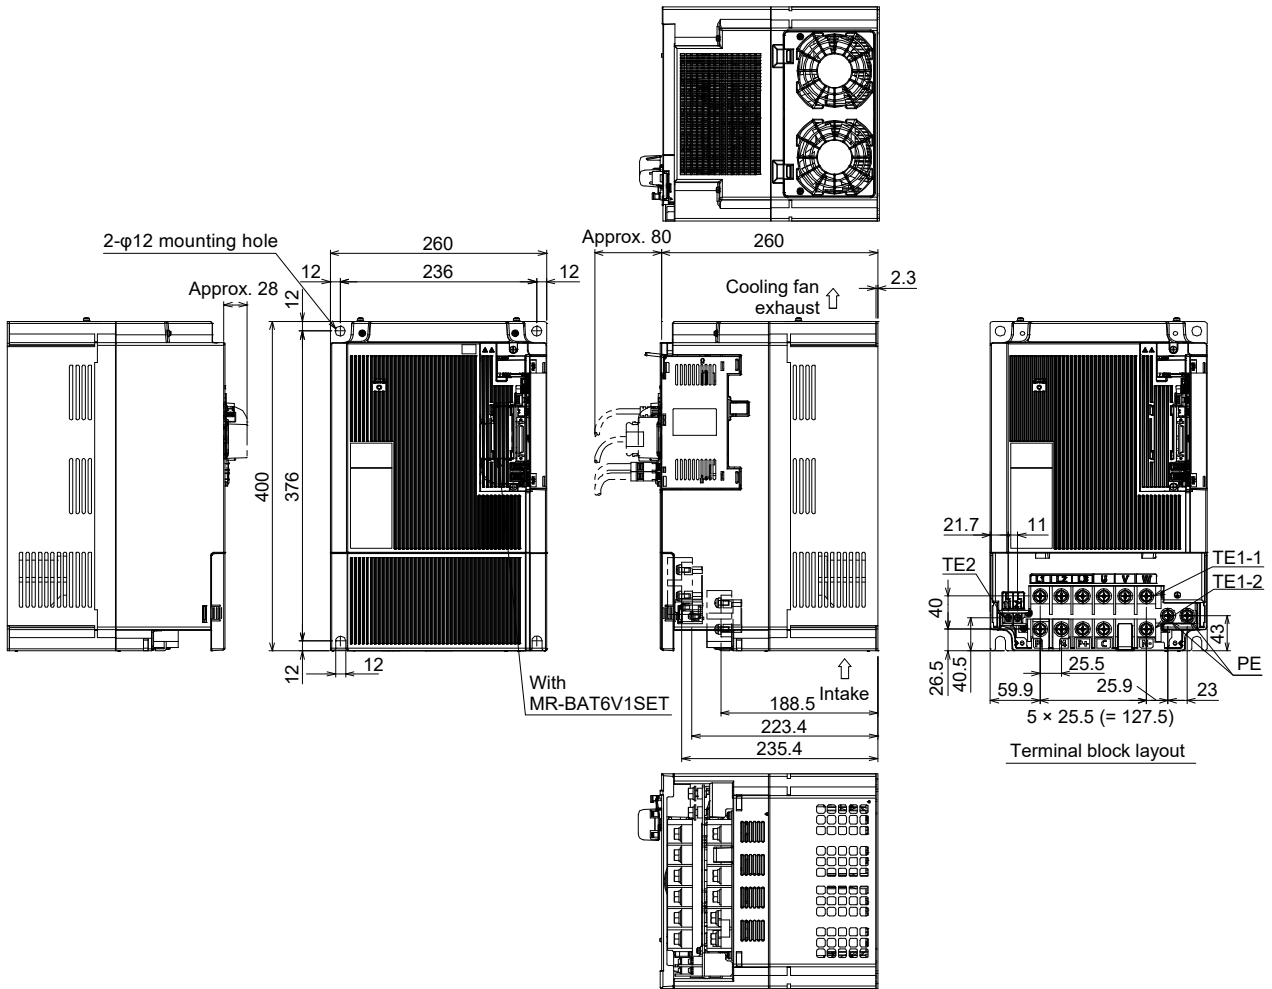 2-φ12 mounting hole
260
Approx. 80
260
12
236
12
12
Approx. 28
Cooling fan
exhaust
2.3
400
376
21.7
11
TE2
TE1-1
TE1-2
L1 L2 L3 U V W
P+ C
40
26.5
40.5
43
PE
59.9
25.5
25.9
23
5 × 25.5 (= 127.5)
Terminal block layout
12
12
With
MR-BAT6V1SET
Intake
188.5
223.4
235.4